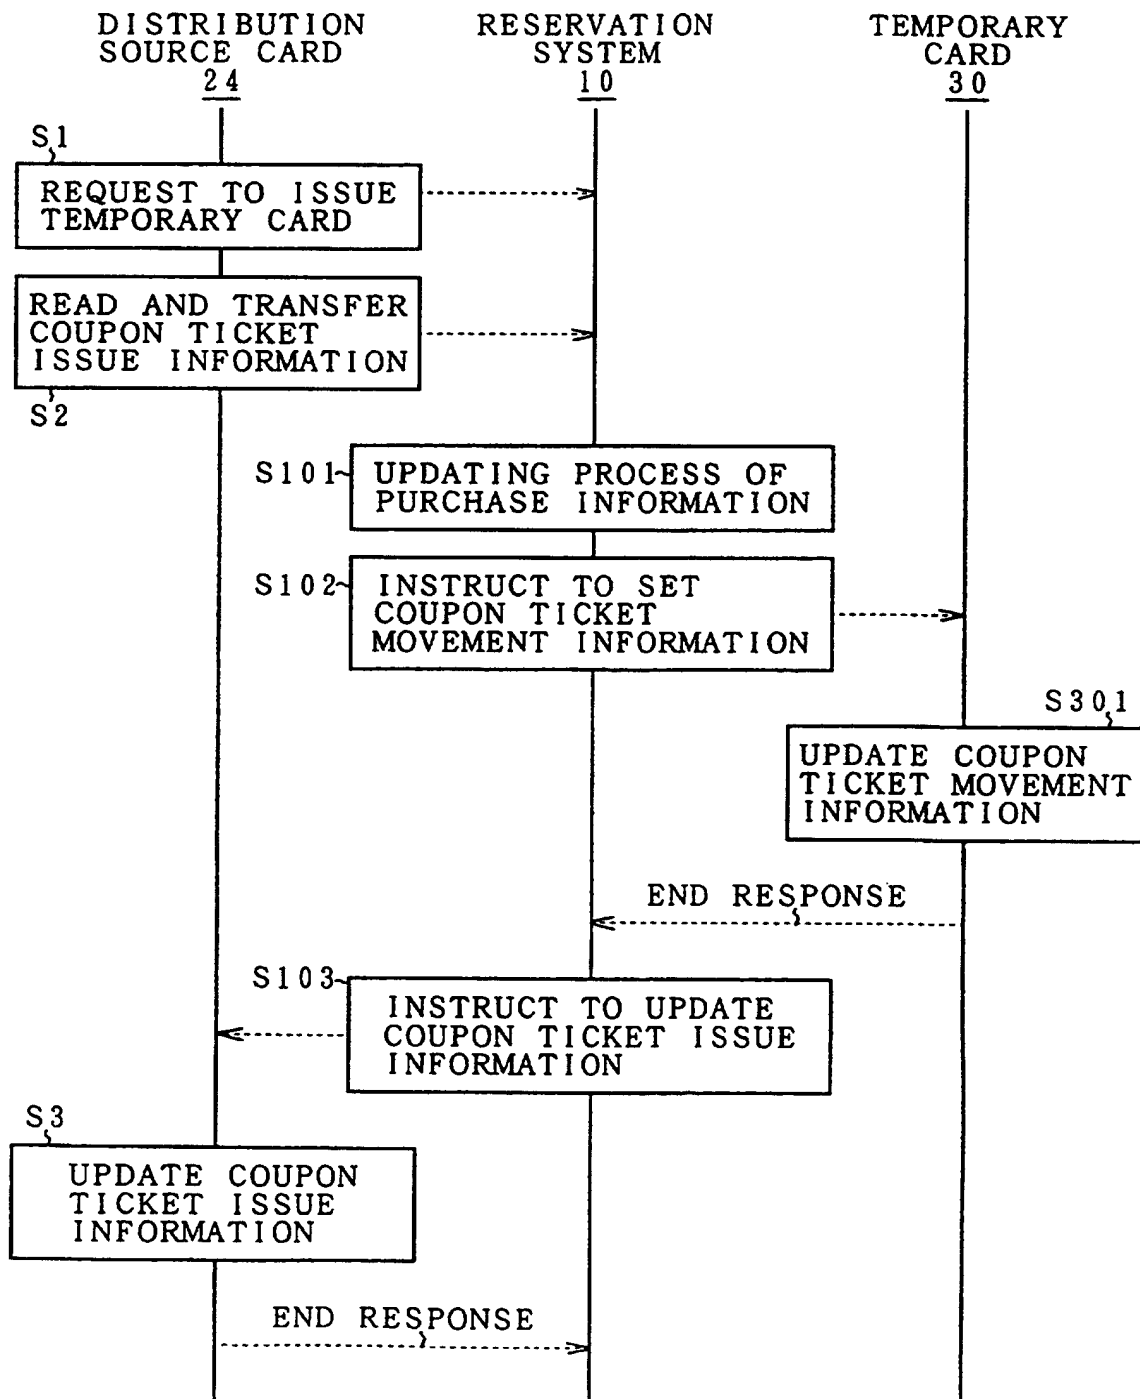 DISTRIBUTION
SOURCE CARD
24
RESERVATION
SYSTEM
10
TEMPORARY
CARD
30
S1
REQUEST TO ISSUE
TEMPORARY CARD
READ AND TRANSFER
COUPON TICKET
ISSUE INFORMATION
S2
S101
UPDATING PROCESS OF
PURCHASE INFORMATION
S102
INSTRUCT TO SET
COUPON TICKET
MOVEMENT INFORMATION
S301
UPDATE COUPON
TICKET MOVEMENT
INFORMATION
END RESPONSE
S103
INSTRUCT TO UPDATE
COUPON TICKET ISSUE
INFORMATION
S3
UPDATE COUPON
TICKET ISSUE
INFORMATION
END RESPONSE